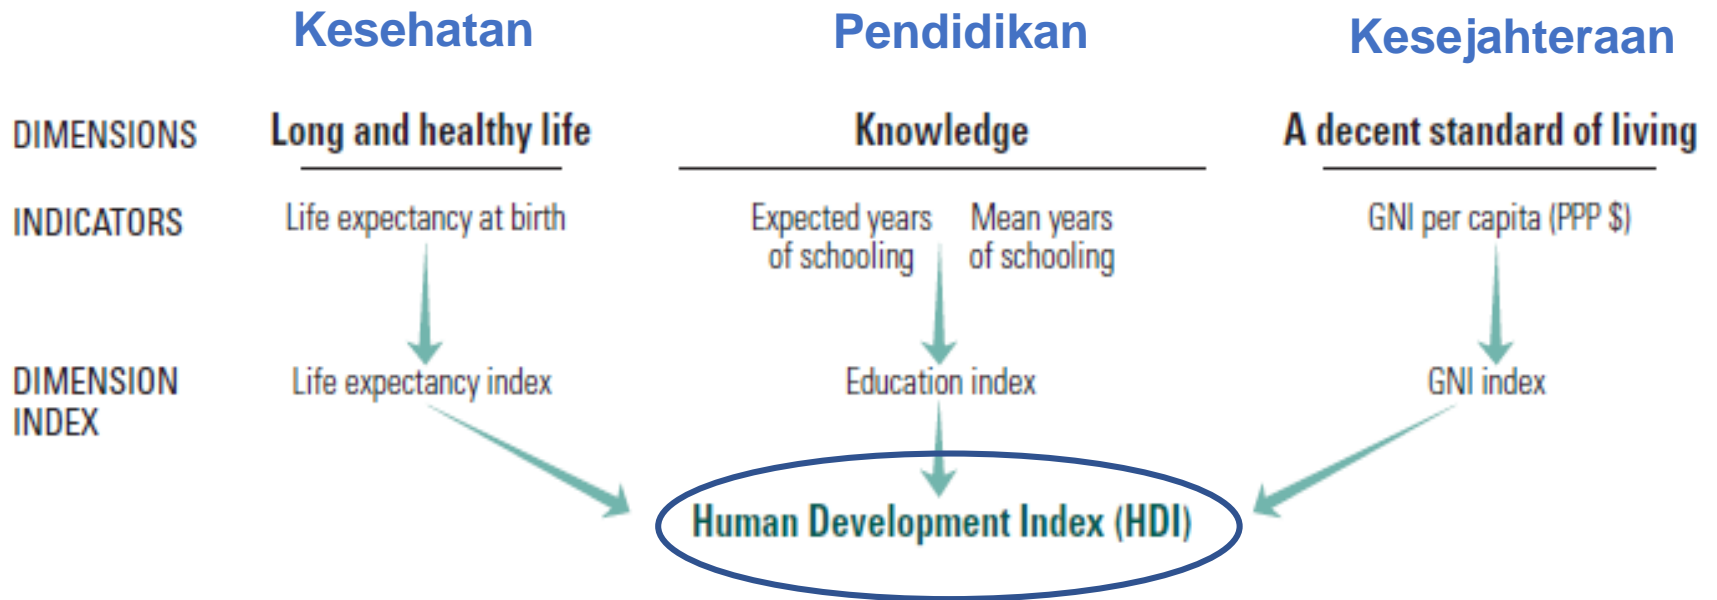 Kesehatan
Pendidikan
Kesejahteraan
DIMENSIONS
Long and healthy life
Knowledge
A decent standard of living
INDICATORS
Life expectancy at birth
Expected years
of schooling
Mean years
of schooling
GNI per capita (PPP $)
DIMENSION
INDEX
Life expectancy index
Education index
GNI index
Human Development Index (HDI)